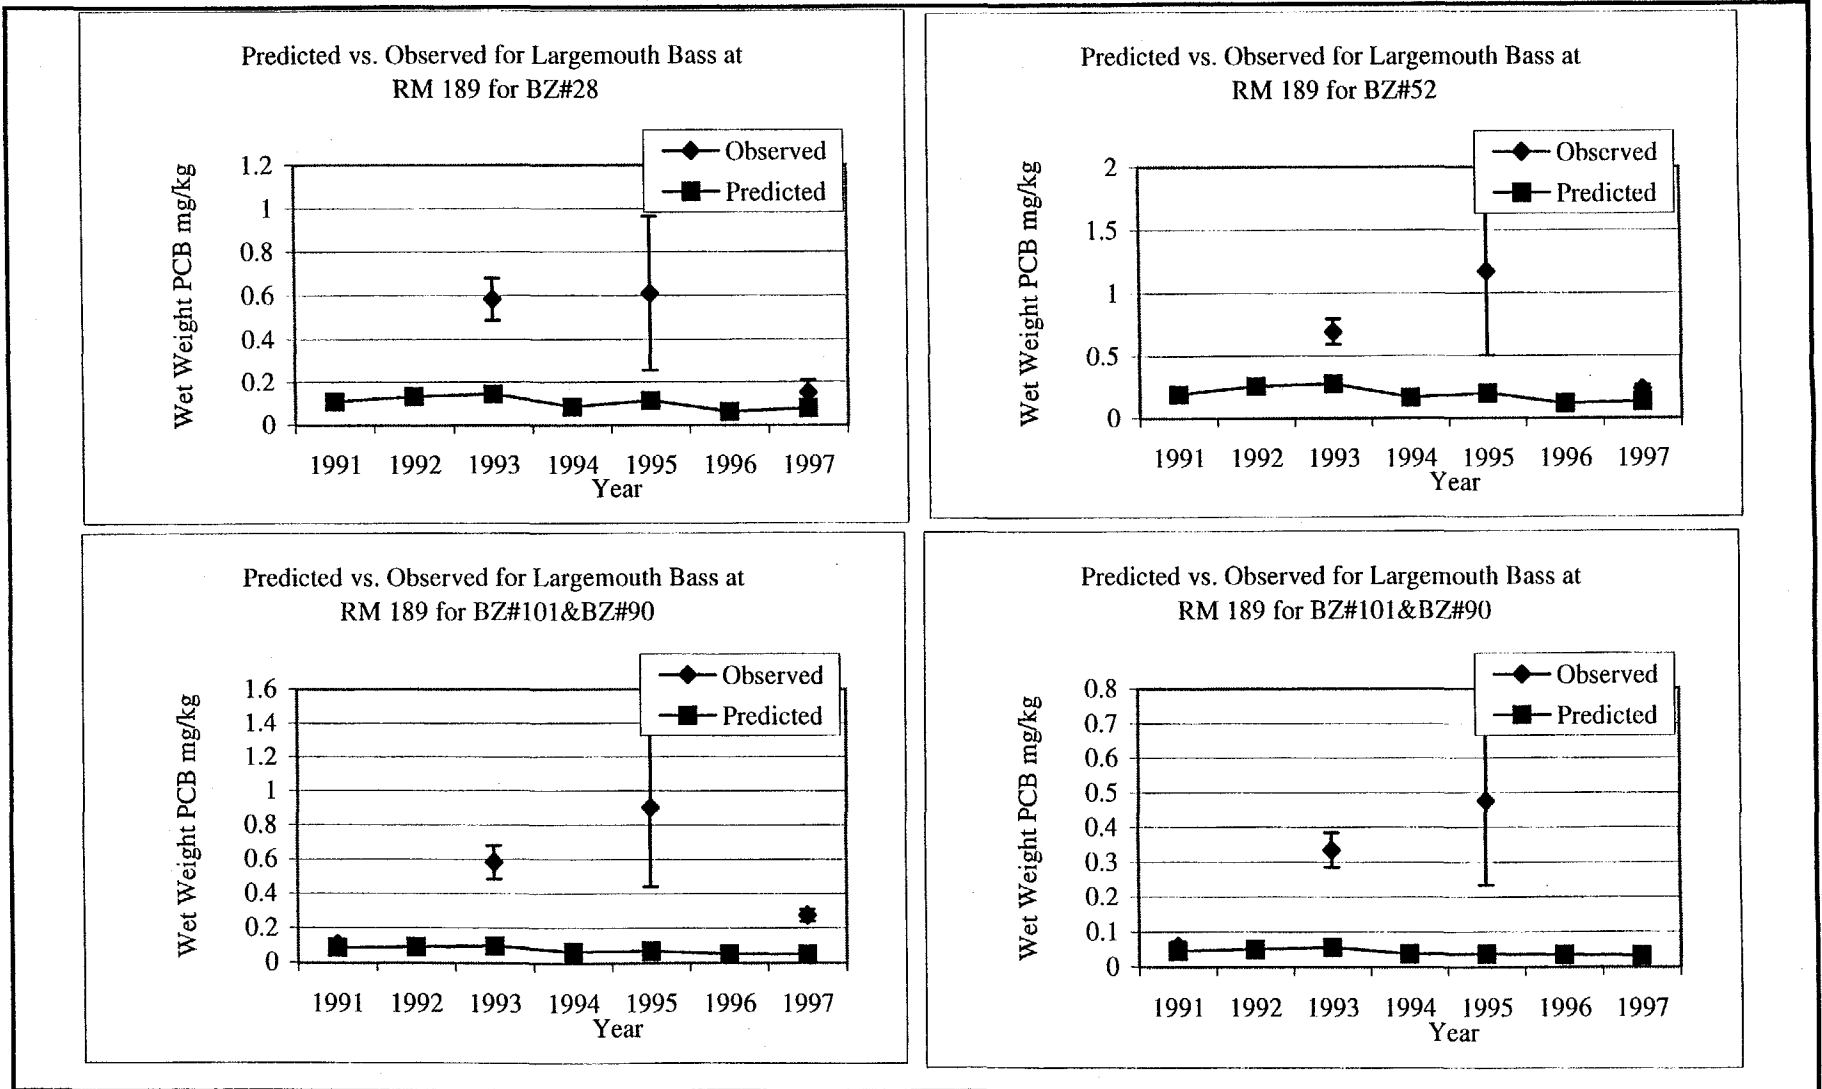 Predicted vs. Observed for Largemouth Bass at
RM 189 for BZ#28
Observed
Predicted
Wet Weight PCB mg/kg
1.2
1
0.8
0.6
0.4
0.2
0
1991 1992 1993 1994 1995 1996 1997
Year
Predicted vs. Observed for Largemouth Bass at
RM 189 for BZ#52
Observed
Predicted
Wet Weight PCB mg/kg
2
1.5
1
0.5
0
1991 1992 1993 1994 1995 1996 1997
Year
Predicted vs. Observed for Largemouth Bass at
RM 189 for BZ#101&BZ#90
Observed
Predicted
Wet Weight PCB mg/kg
1.6
1.4
1.2
1
0.8
0.6
0.4
0.2
0
1991 1992 1993 1994 1995 1996 1997
Year
Predicted vs. Observed for Largemouth Bass at
RM 189 for BZ#101&BZ#90
Observed
Predicted
Wet Weight PCB mg/kg
0.8
0.7
0.6
0.5
0.4
0.3
0.2
0.1
0
1991 1992 1993 1994 1995 1996 1997
Year